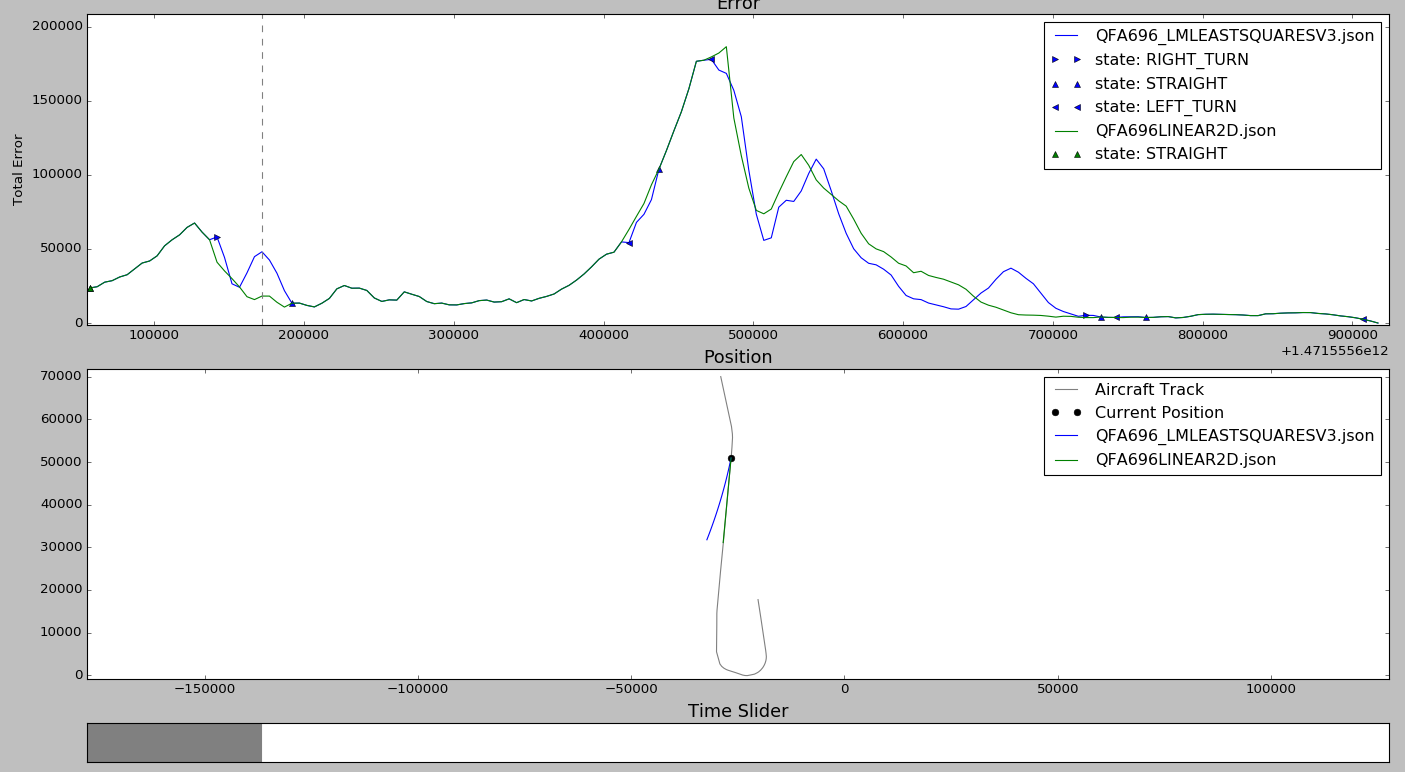 Error
200000
150000
100000
50000
0
Total Error
QFA696_LMLEASTSQUARESV3.json
state: RIGHT_TURN
state: STRAIGHT
state: LEFT_TURN
QFA696LINEAR2D.json
state: STRAIGHT
100000 200000 300000 400000 500000 600000 700000 800000 900000
+1.4715556e12
Position
70000
60000
50000
40000
30000
20000
10000
0
Aircraft Track
Current Position
QFA696_LMLEASTSQUARESV3.json
QFA696LINEAR2D.json
−150000 −100000 −50000 0 50000 100000
Time Slider